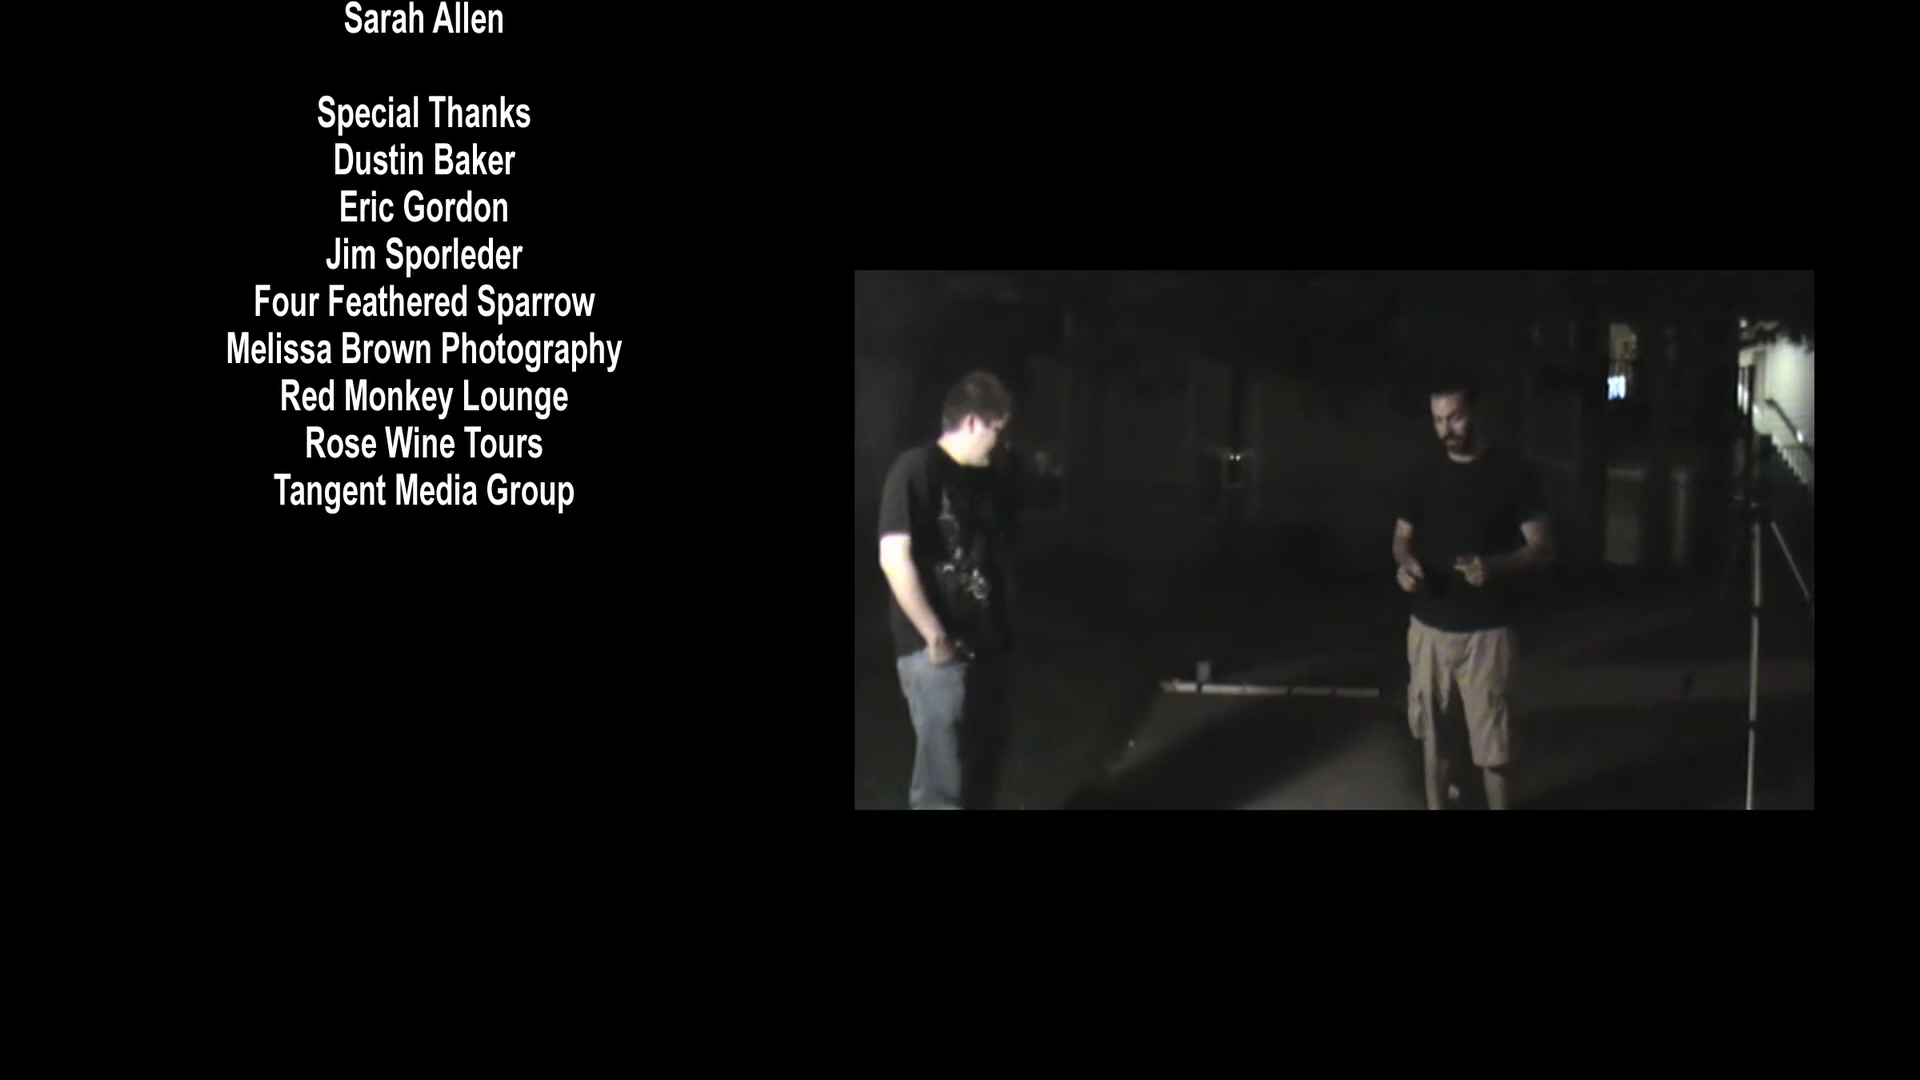 Sarah Allen
Special Thanks
Dustin Baker
Eric Gordon
Jim Sporleder
Four Feathered Sparrow
Melissa Brown Photography
Red Monkey Lounge
Rose Wine Tours
Tangent Media Group